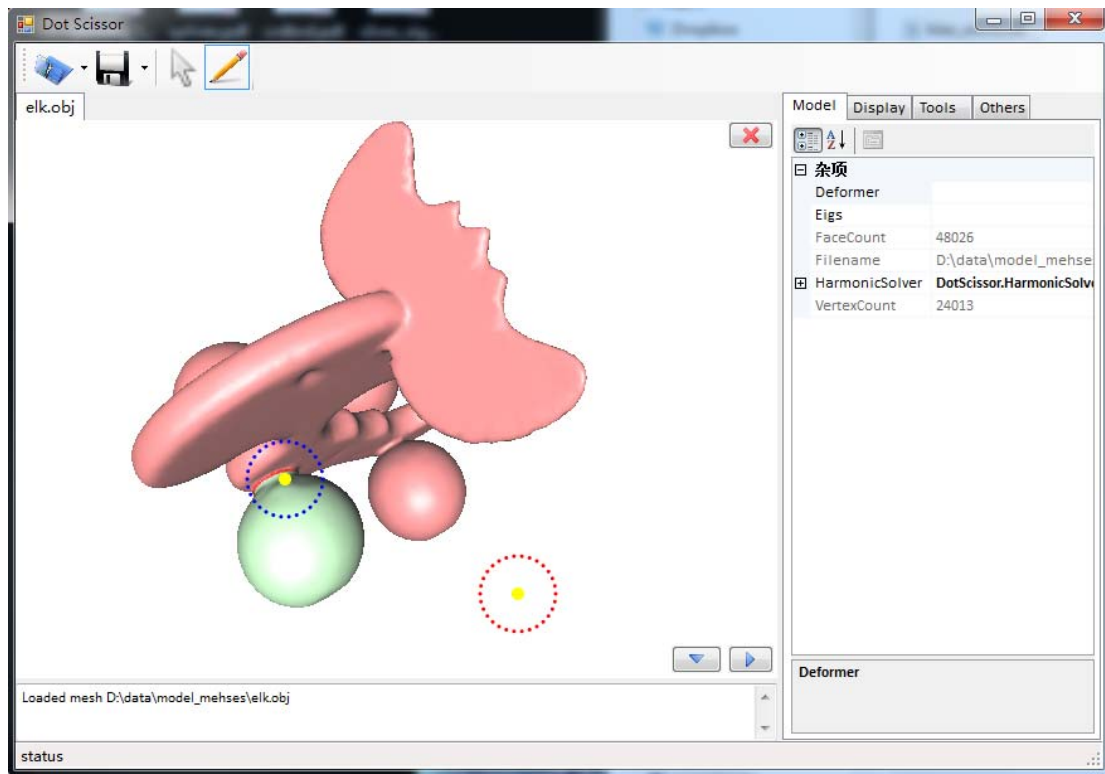 Dot Scissor
elk.obj
Model Display Tools Others
杂项
Deformer
Eigs
FaceCount 48026
Filename D:\data\model_mehse
HarmonicSolver DotScissor.HarmonicSolv
VertexCount 24013
Deformer
Loaded mesh D:\data\model_mehses\elk.obj
status